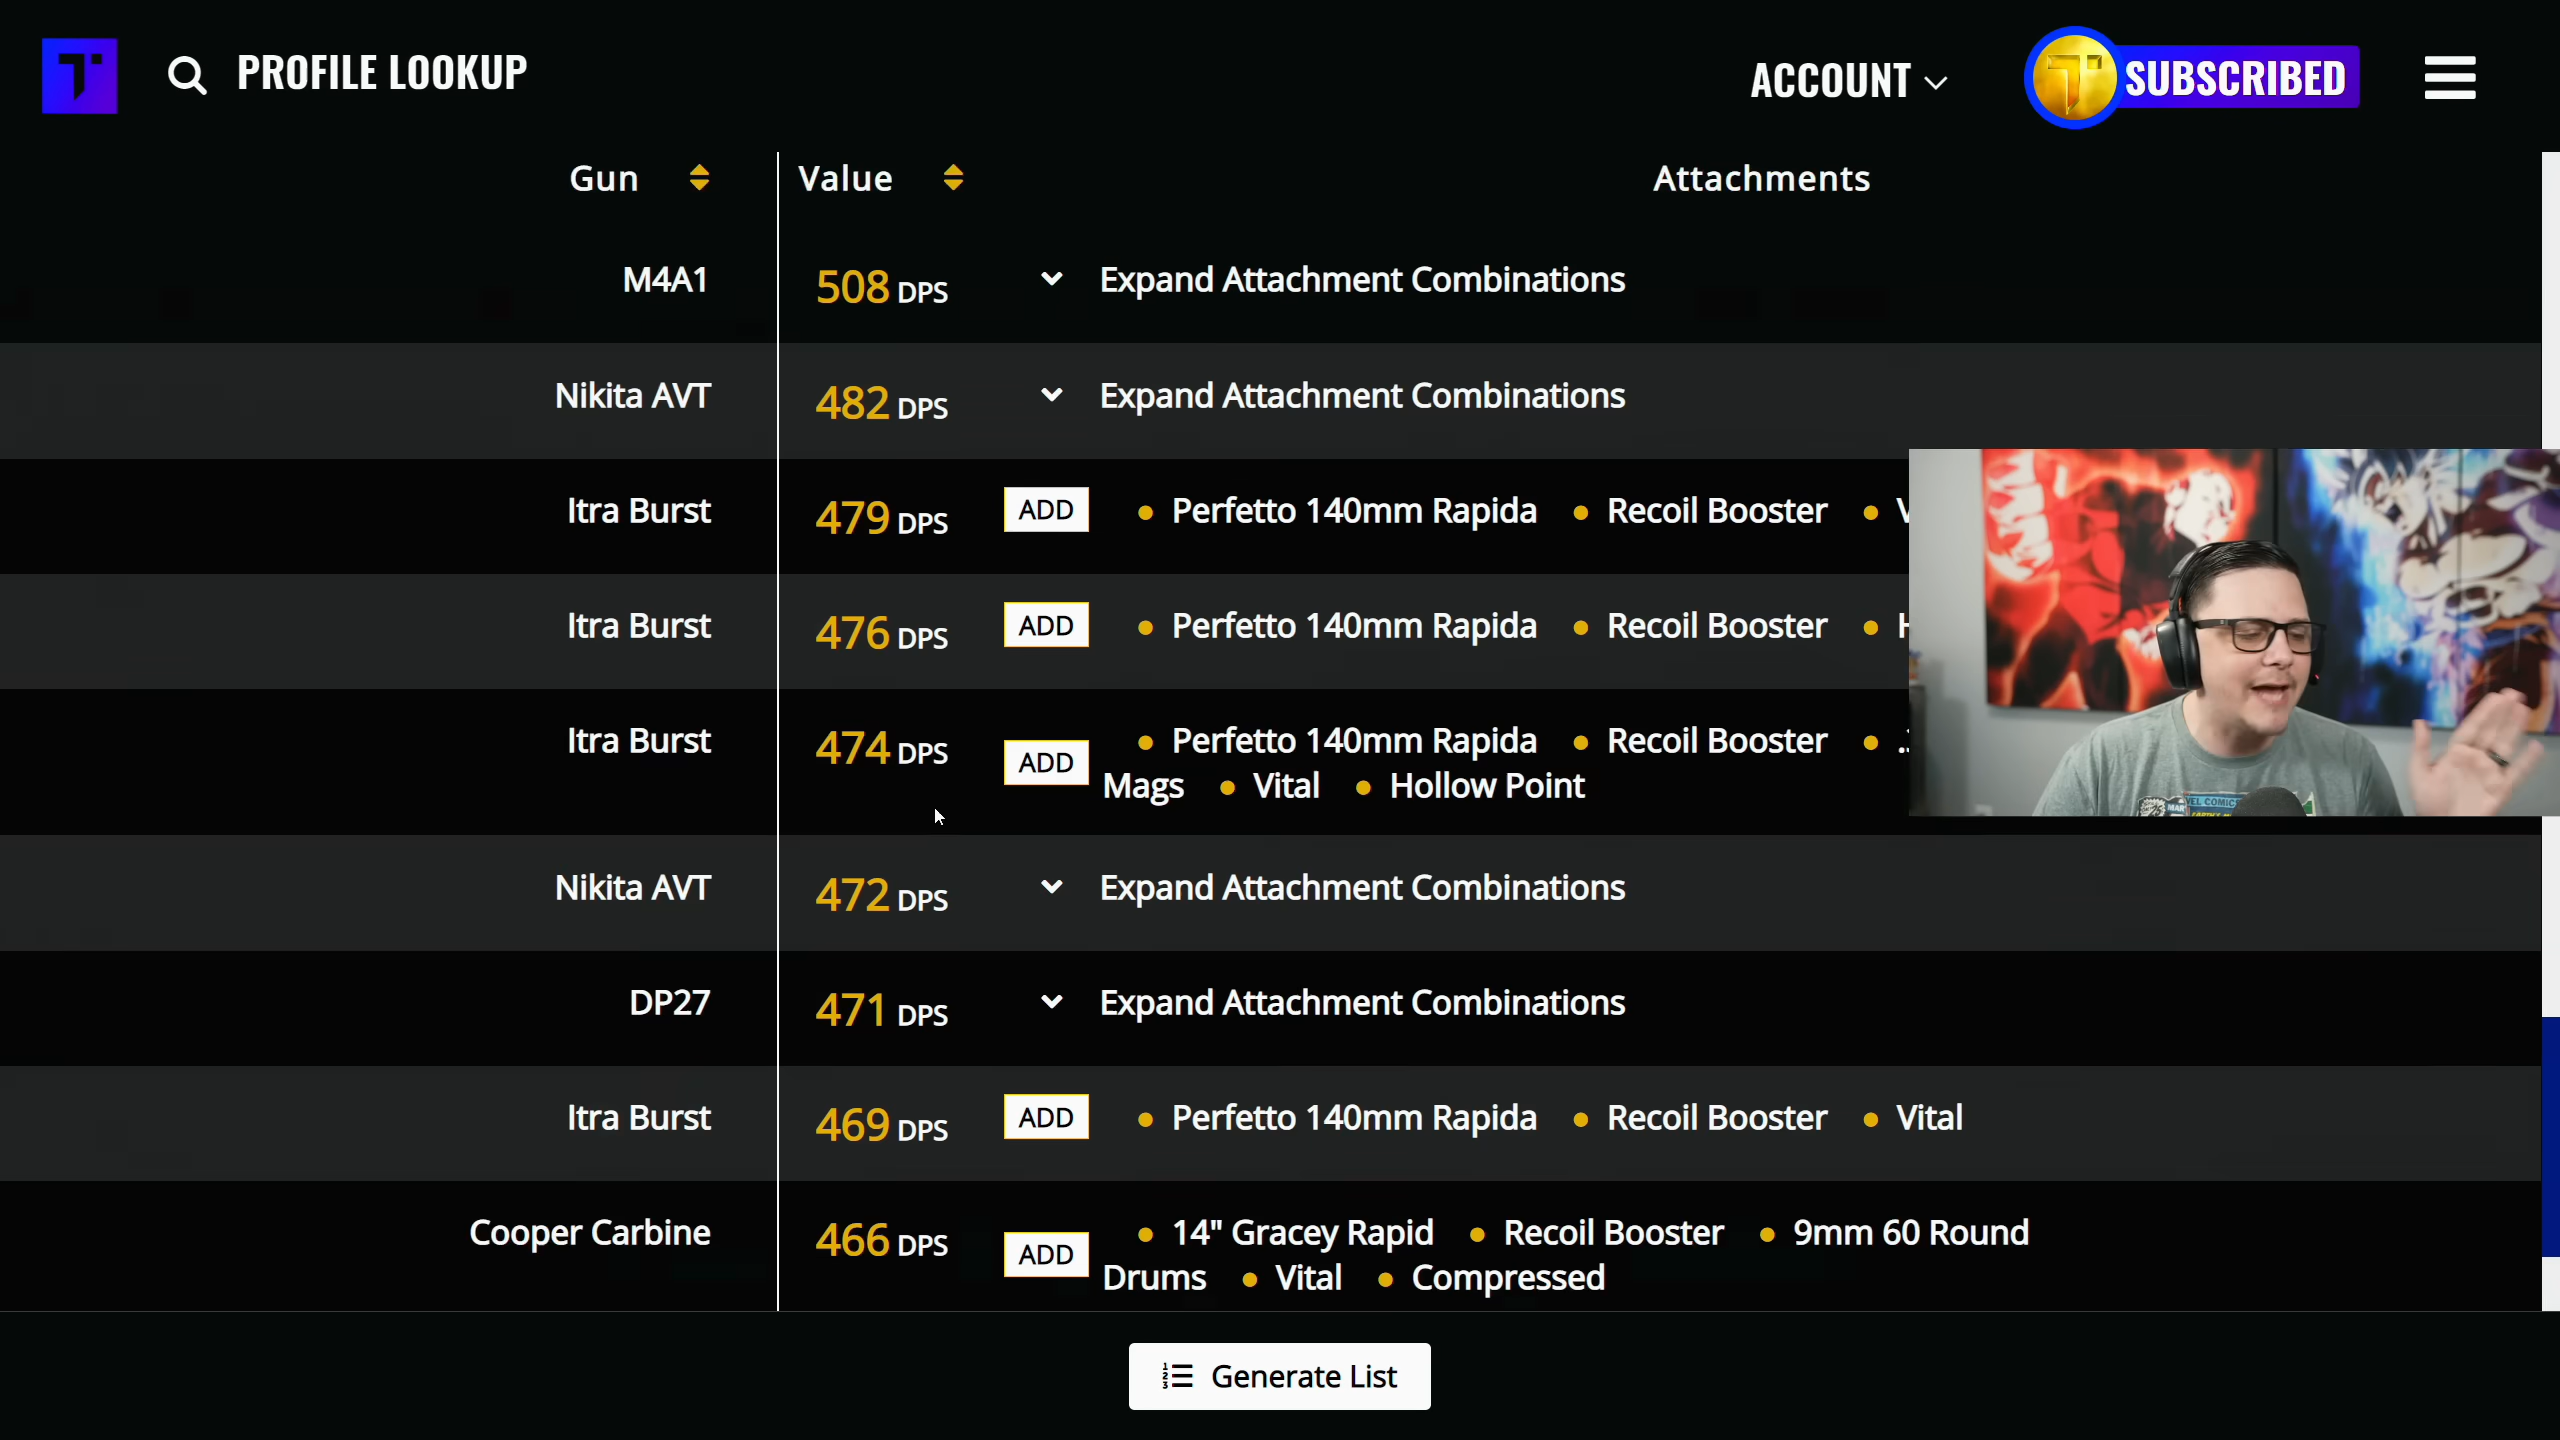 PROFILE LOOKUP
ACCOUNT
SUBSCRIBED
Gun Value Attachments
M4A1 508 DPS Expand Attachment Combinations
Nikita AVT 482 DPS Expand Attachment Combinations
Itra Burst 479 DPS ADD • Perfetto 140mm Rapida • Recoil Booster •
Itra Burst 476 DPS ADD • Perfetto 140mm Rapida • Recoil Booster •
Itra Burst 474 DPS ADD • Perfetto 140mm Rapida • Recoil Booster •
Mags • Vital • Hollow Point
Nikita AVT 472 DPS Expand Attachment Combinations
DP27 471 DPS Expand Attachment Combinations
Itra Burst 469 DPS ADD • Perfetto 140mm Rapida • Recoil Booster • Vital
Cooper Carbine 466 DPS ADD • 14" Gracey Rapid • Recoil Booster • 9mm 60 Round
Drums • Vital • Compressed
Generate List